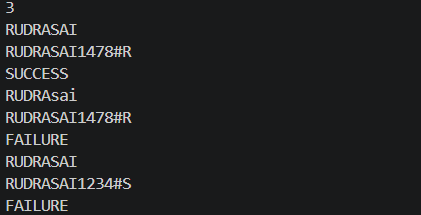 3
RUDRASAI
RUDRASAI1478#R
SUCCESS
RUDRAsai
RUDRASAI1478#R
FAILURE
RUDRASAI
RUDRASAI1234#S
FAILURE